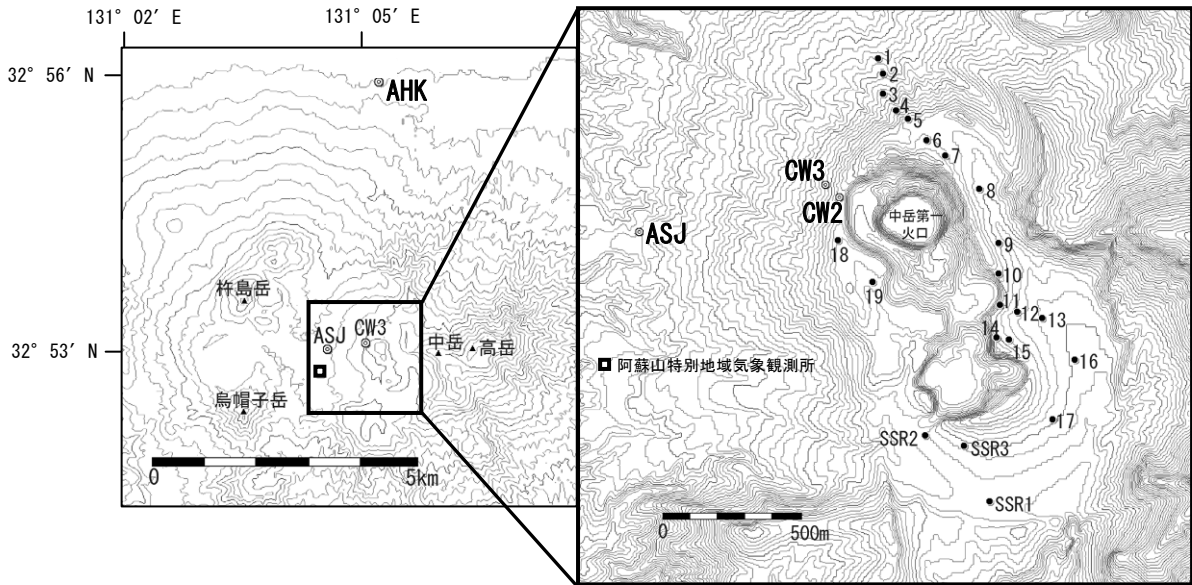 131° 02′ E
131° 05′ E
32° 56′ N
AHK
杵島岳
ASJ
CW3
中岳
高岳
32° 53′ N
烏帽子岳
0
5km
1
2
3
4
5
6
7
CW3
8
CW2
中岳第一
火口
ASJ
18
9
10
19
11
12
13
14
15
阿蘇山特別地域気象観測所
16
17
SSR2
SSR3
SSR1
0
500m